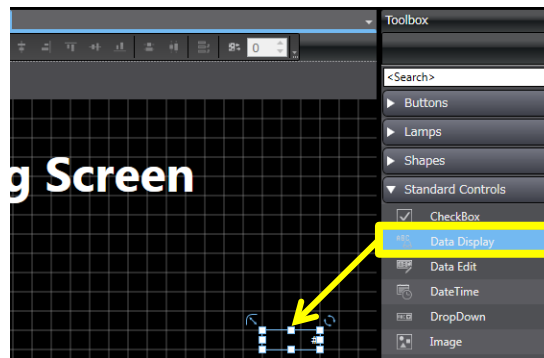 Toolbox
0
<Search>
Buttons
Lamps
g Screen
Shapes
Standard Controls
CheckBox
Data Display
Data Edit
DateTime
DropDown
Image
#